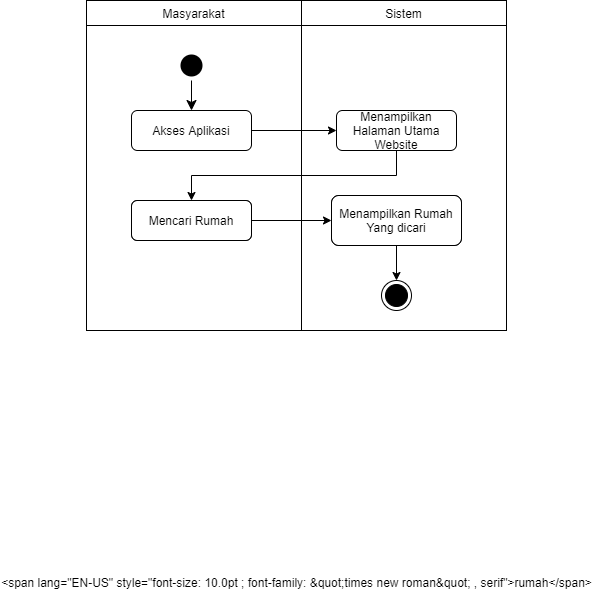 Masyarakat
Sistem
Akses Aplikasi
Menampilkan
Halaman Utama
Website
Mencari Rumah
Menampilkan Rumah
Yang dicari
<span lang="EN-US" style="font-size: 10.0pt ; font-family: &quot;times new roman&quot; , serif">rumah</span>